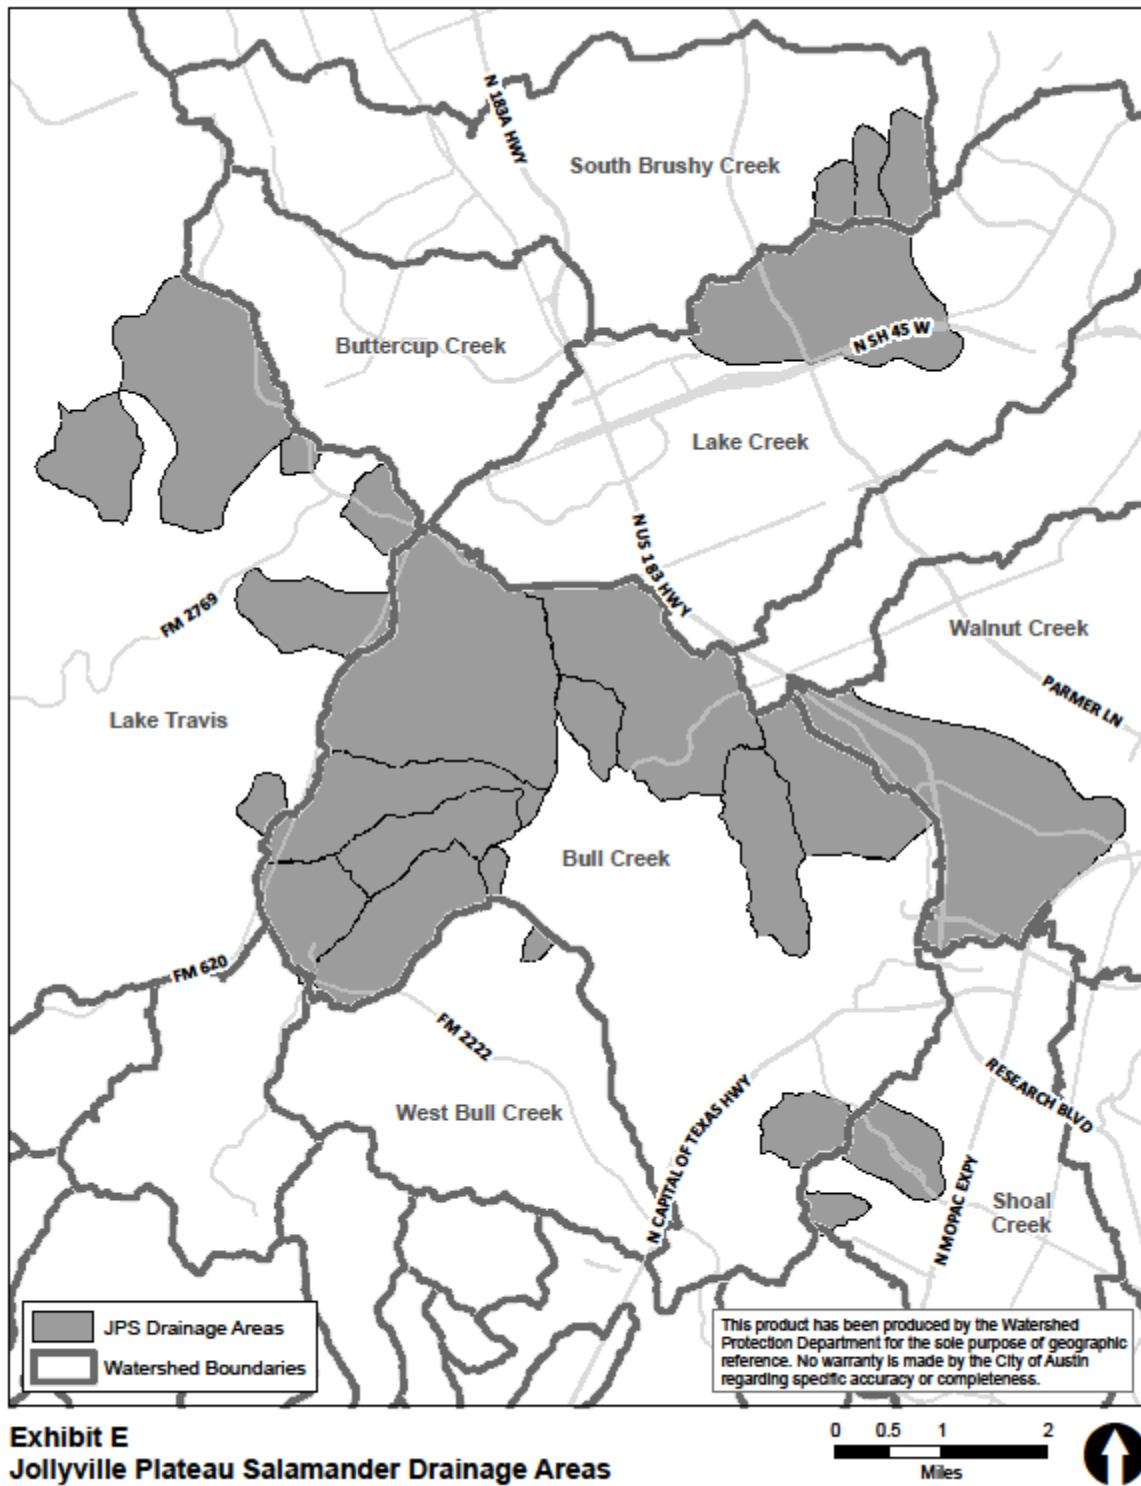 N 183A HWY
South Brushy Creek
N SH 45 W
Buttercup Creek
Lake Creek
N US 183 HWY
FM 2769
Walnut Creek
PARMER LN
Lake Travis
Bull Creek
FM 620
FM 2222
RESEARCH BLVD
West Bull Creek
N CAPITAL OF TEXAS HWY
N MOPAC EXPY
Shoal
Creek
JPS Drainage Areas
Watershed Boundaries
This product has been produced by the Watershed
Protection Department for the sole purpose of geographic
reference. No warranty is made by the City of Austin
regarding specific accuracy or completeness.
Exhibit E
Jollyville Plateau Salamander Drainage Areas
0 0.5 1 2
Miles